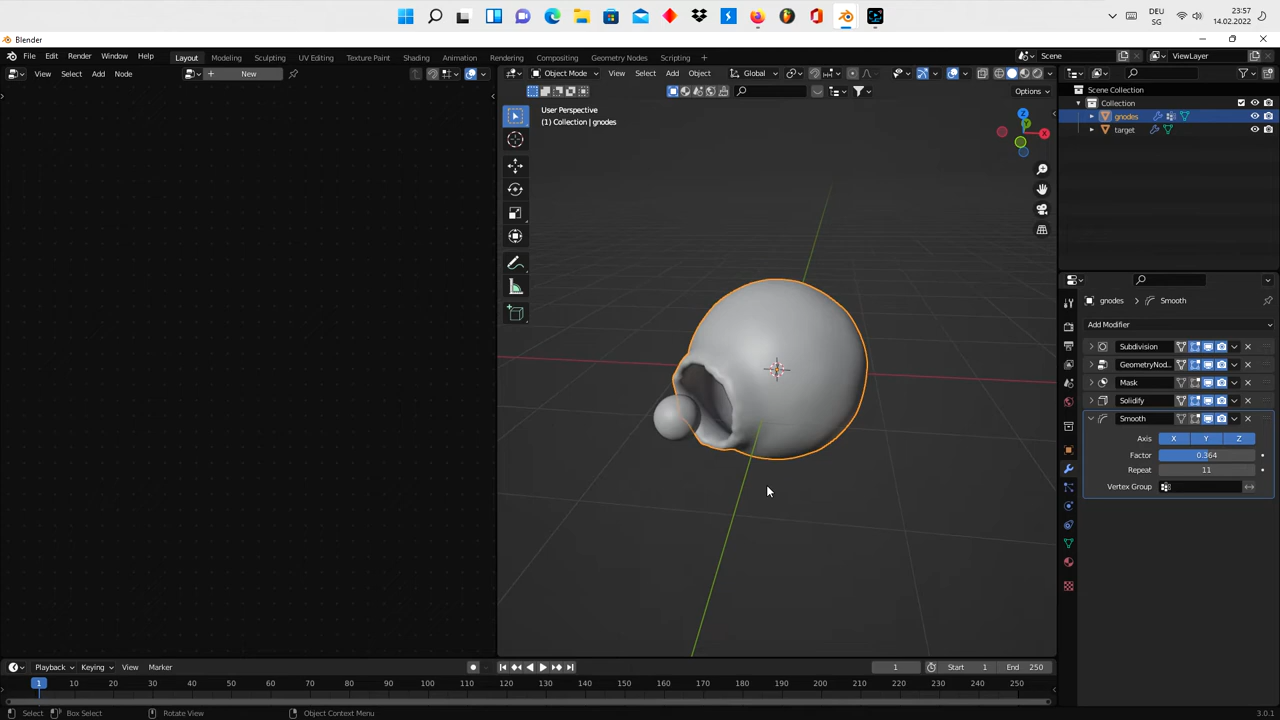 DEU
SG
23:57
14.02.2022
Blender
File Edit Render Window Help
Layout Modeling Sculpting UV Editing Texture Paint Shading Animation Rendering Compositing Geometry Nodes Scripting +
Scene
ViewLayer
View Select Add Node
New
Object Mode View Select Add Object Global
Options
User Perspective
(1) Collection | gnodes
X
Y
Z
Scene Collection
Collection
gnodes
target
gnodes > Smooth
Add Modifier
Subdivision
GeometryNod...
Mask
Solidify
Smooth
Axis X Y Z
Factor 0.364
Repeat 11
Vertex Group
Playback Keying View Marker
1
Start 1
End 250
1 10 20 30 40 50 60 70 80 90 100 110 120 130 140 150 160 170 180 190 200 210 220 230 240 250
Select Box Select Rotate View Object Context Menu
3.0.1